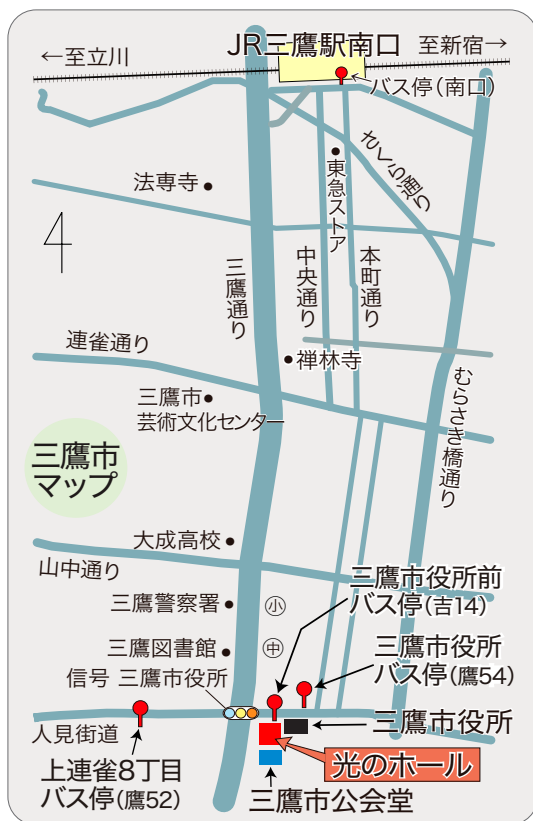 JR三鷹駅南口
←至立川
至新宿→
バス停(南口)
さくら通り
法専寺
東急ストア
4
三鷹通り
中央通り
本町通り
連雀通り
禅林寺
むらさき橋通り
三鷹市
芸術文化センター
三鷹市
マップ
大成高校
山中通り
三鷹市役所前
バス停(吉14)
三鷹警察署
小
三鷹図書館
中
三鷹市役所
バス停(鷹54)
信号 三鷹市役所
人見街道
三鷹市役所
上連雀8丁目
バス停(鷹52)
光のホール
三鷹市公会堂